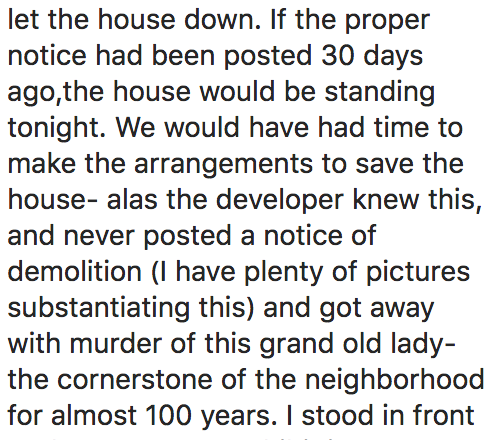 let the house down. If the proper
notice had been posted 30 days
ago,the house would be standing
tonight. We would have had time to
make the arrangements to save the
house- alas the developer knew this,
and never posted a notice of
demolition (I have plenty of pictures
substantiating this) and got away
with murder of this grand old lady-
the cornerstone of the neighborhood
for almost 100 years. I stood in front